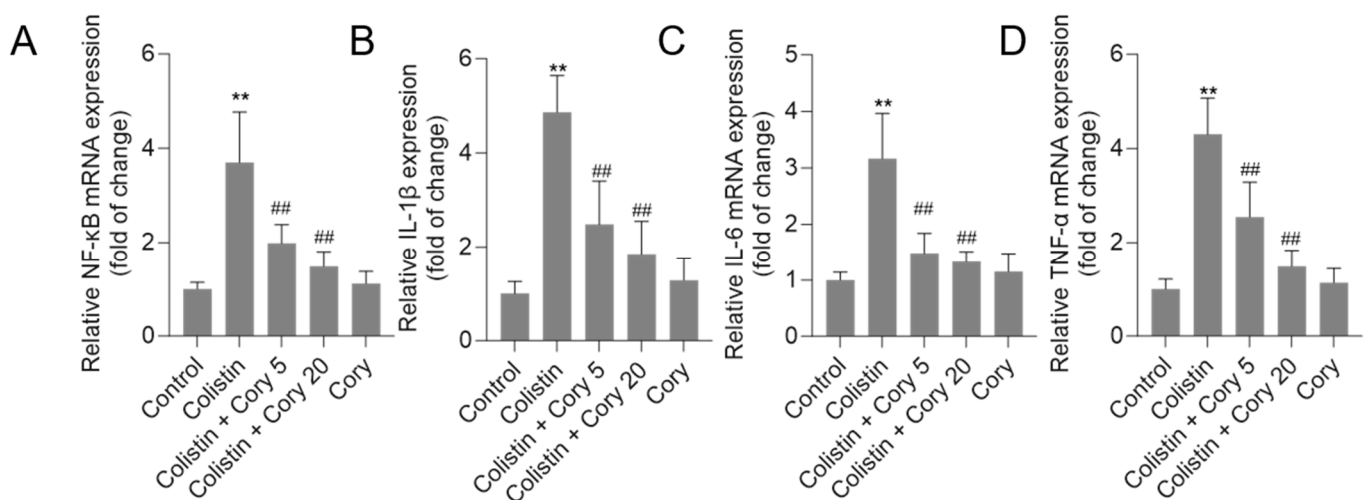 A
Relative NF-κB mRNA expression
(fold of change)
6
4
2
0
**
##
##
Control
Colistin
Colistin + Cory 5
Colistin + Cory 20
Cory
B
Relative IL-1β expression
(fold of change)
6
4
2
0
**
##
##
Control
Colistin
Colistin + Cory 5
Colistin + Cory 20
Cory
C
Relative IL-6 mRNA expression
(fold of change)
5
4
3
2
1
0
**
##
##
Control
Colistin
Colistin + Cory 5
Colistin + Cory 20
Cory
D
Relative TNF-α mRNA expression
(fold of change)
6
4
2
0
**
##
##
Control
Colistin
Colistin + Cory 5
Colistin + Cory 20
Cory